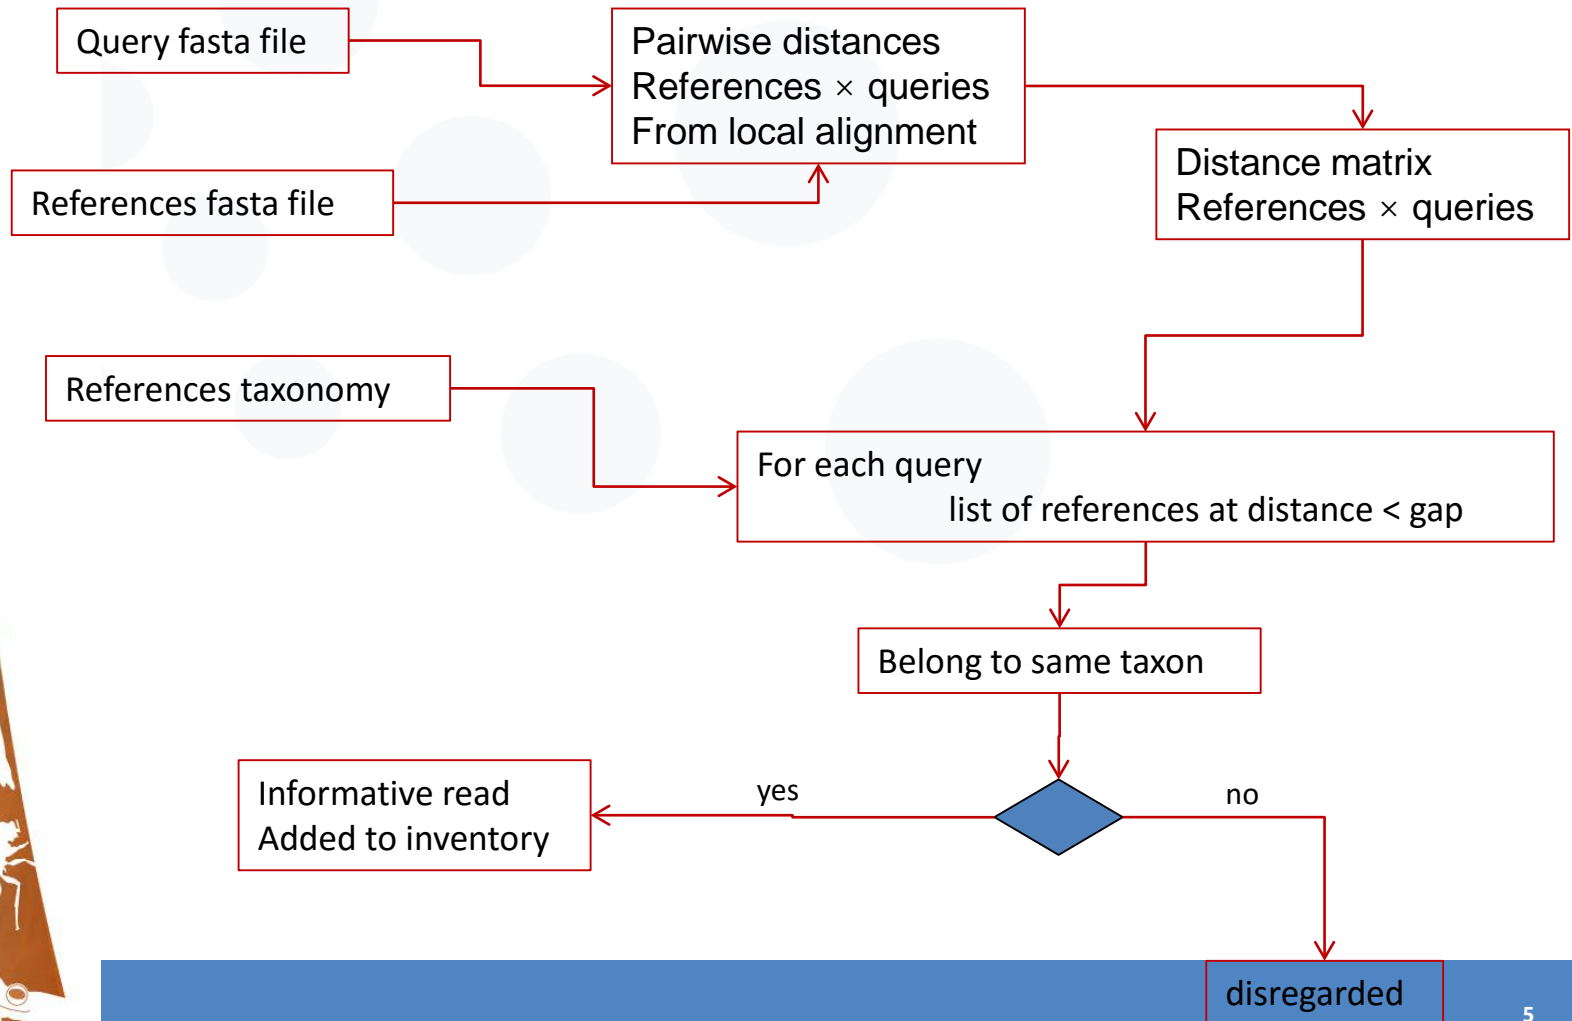 Query fasta file
Pairwise distances
References × queries
From local alignment
References fasta file
Distance matrix
References × queries
References taxonomy
For each query
list of references at distance < gap
Belong to same taxon
Informative read
Added to inventory
yes
no
disregarded
5